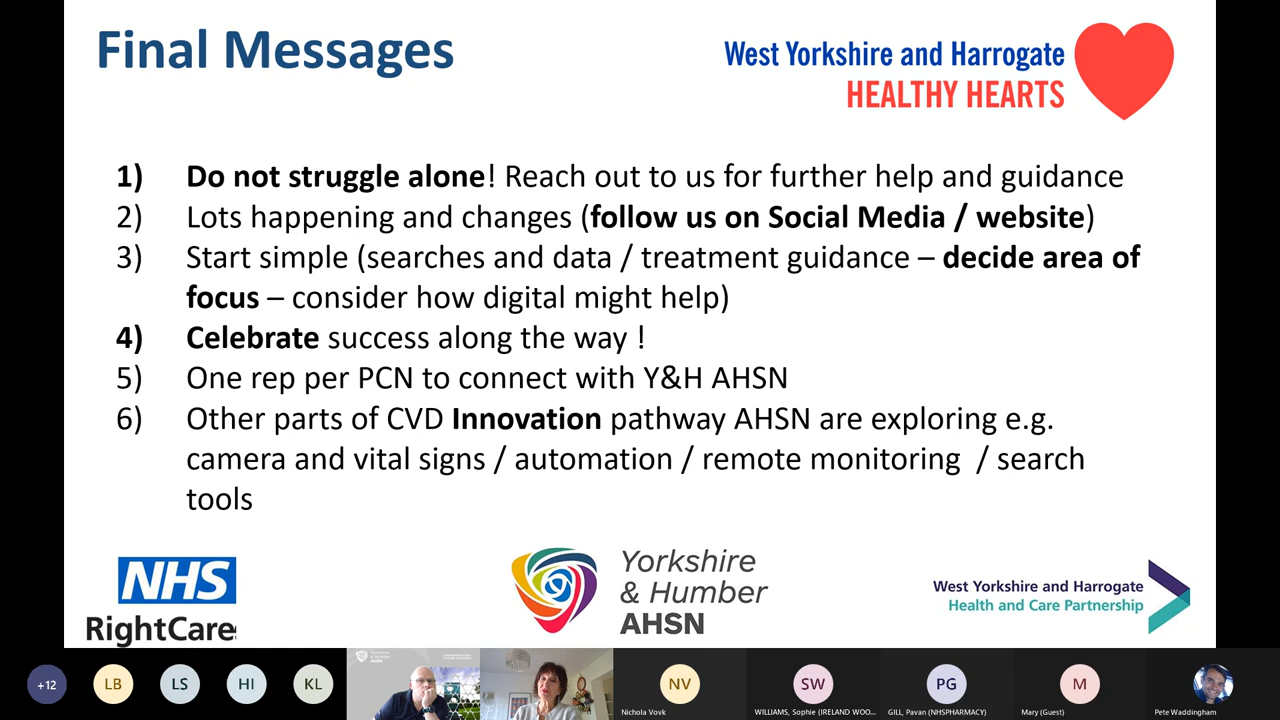 Final Messages
West Yorkshire and Harrogate
HEALTHY HEARTS
1) Do not struggle alone! Reach out to us for further help and guidance
2) Lots happening and changes (follow us on Social Media / website)
3) Start simple (searches and data / treatment guidance – decide area of
focus – consider how digital might help)
4) Celebrate success along the way !
5) One rep per PCN to connect with Y&H AHSN
6) Other parts of CVD Innovation pathway AHSN are exploring e.g.
camera and vital signs / automation / remote monitoring / search
tools
NHS
RightCare
Yorkshire
& Humber
AHSN
West Yorkshire and Harrogate
Health and Care Partnership
+12
LB
LS
HI
KL
NV
SW
PG
M
Nichola Vovk
WILLIAMS, Sophie (IRELAND WOO...
GILL, Pavan (NHSPHARMACY)
Mary (Guest)
Pete Waddingham